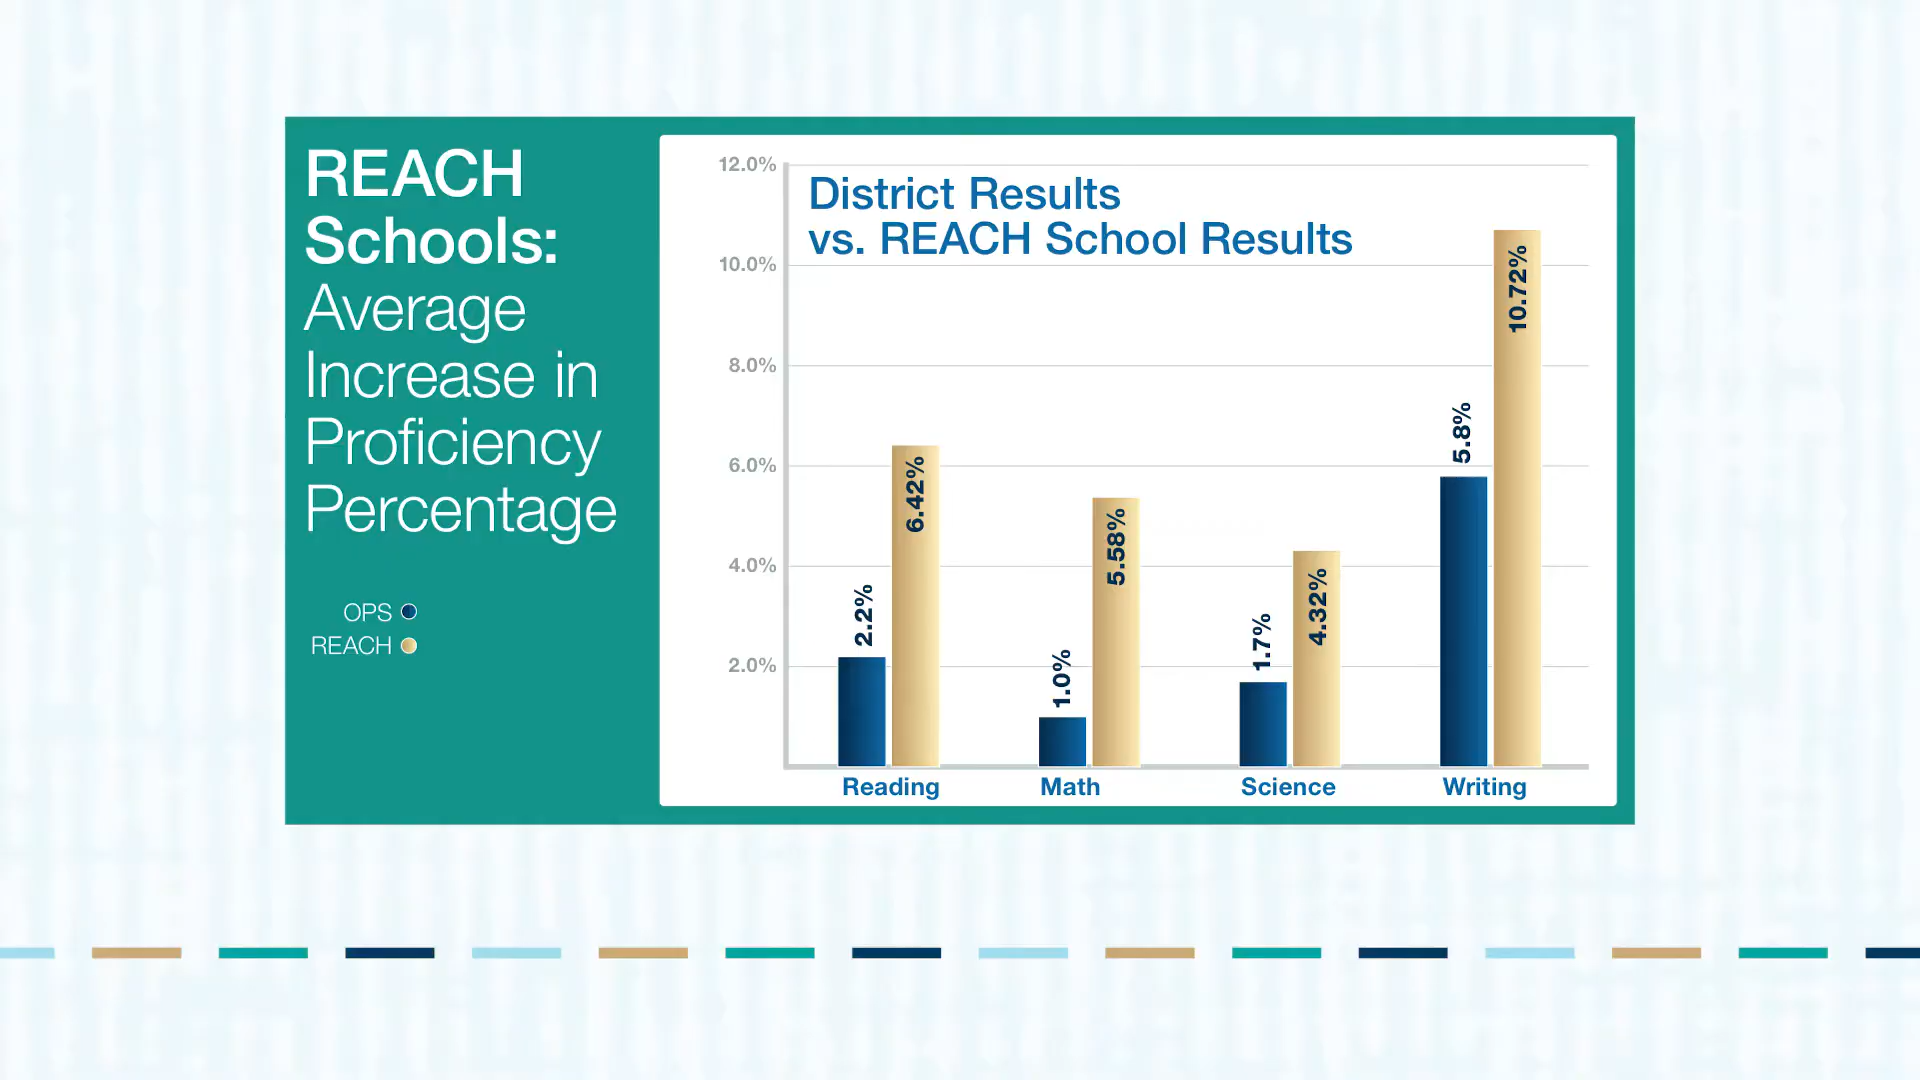 REACH
Schools:
Average
Increase in
Proficiency
Percentage
OPS
REACH
District Results
vs. REACH School Results
12.0%
10.0%
8.0%
6.0%
4.0%
2.0%
2.2%
6.42%
1.0%
5.58%
1.7%
4.32%
5.8%
10.72%
Reading
Math
Science
Writing